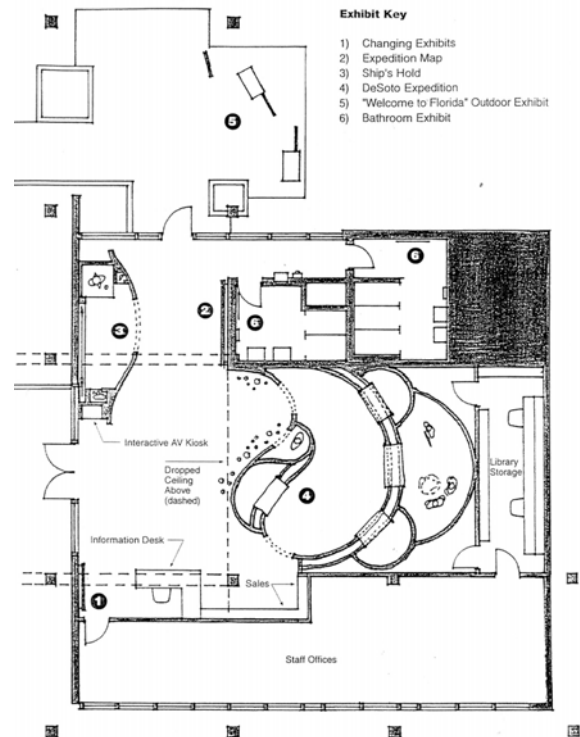 Exhibit Key
1) Changing Exhibits
2) Expedition Map
3) Ship's Hold
4) DeSoto Expedition
5) "Welcome to Florida" Outdoor Exhibit
6) Bathroom Exhibit
5
6
2
6
3
Interactive AV Kiosk
Dropped
Ceiling
Above
(dashed)
4
Library
Storage
Information Desk
Sales
1
Staff Offices